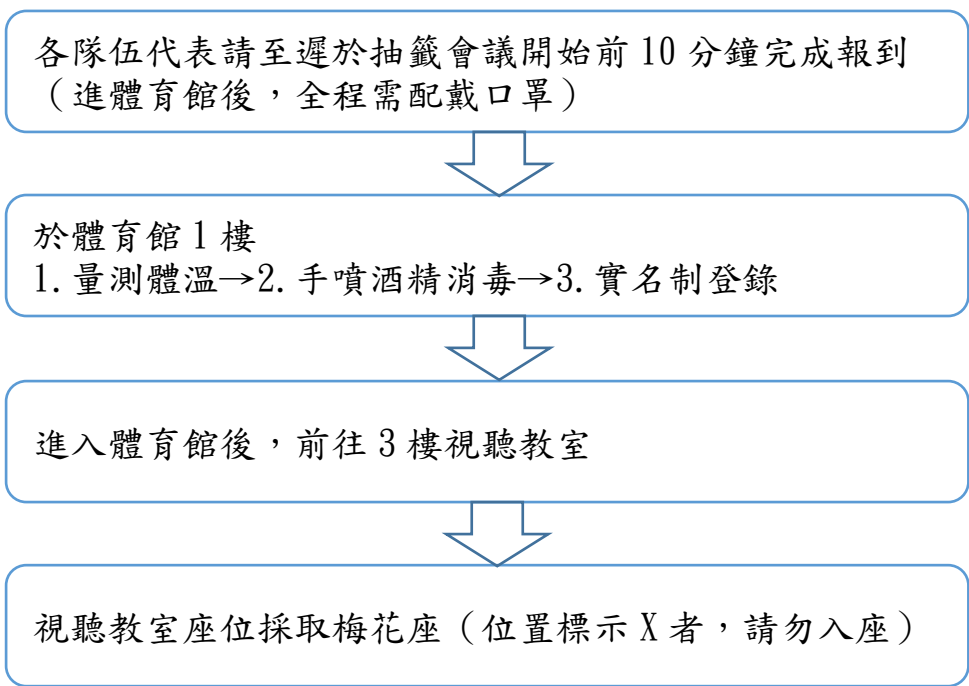 各隊伍代表請至遲於抽籤會議開始前 10 分鐘完成報到
（進體育館後，全程需配戴口罩）
於體育館 1 樓
1. 量測體溫→2. 手噴酒精消毒→3. 實名制登錄
進入體育館後，前往 3 樓視聽教室
視聽教室座位採取梅花座（位置標示 X 者，請勿入座）